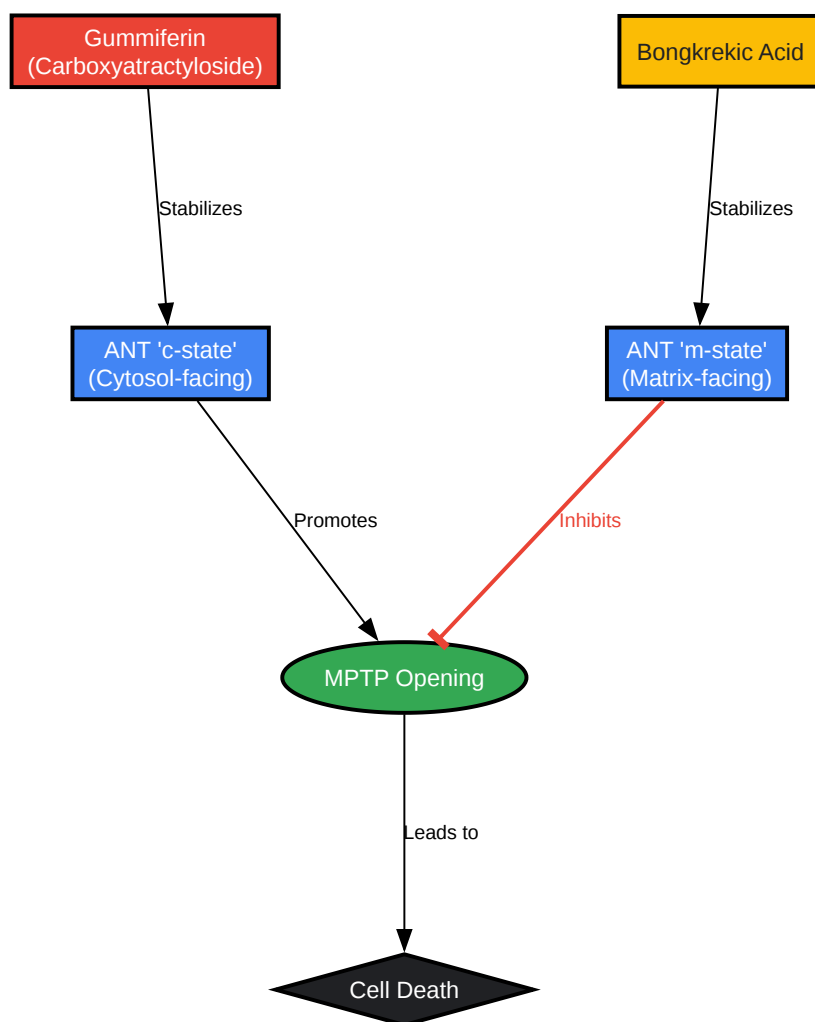 Gummiferin
(Carboxyatractyloside)
Bongkrekic Acid
Stabilizes
Stabilizes
ANT 'c-state'
(Cytosol-facing)
ANT 'm-state'
(Matrix-facing)
Promotes
Inhibits
MPTP Opening
Leads to
Cell Death